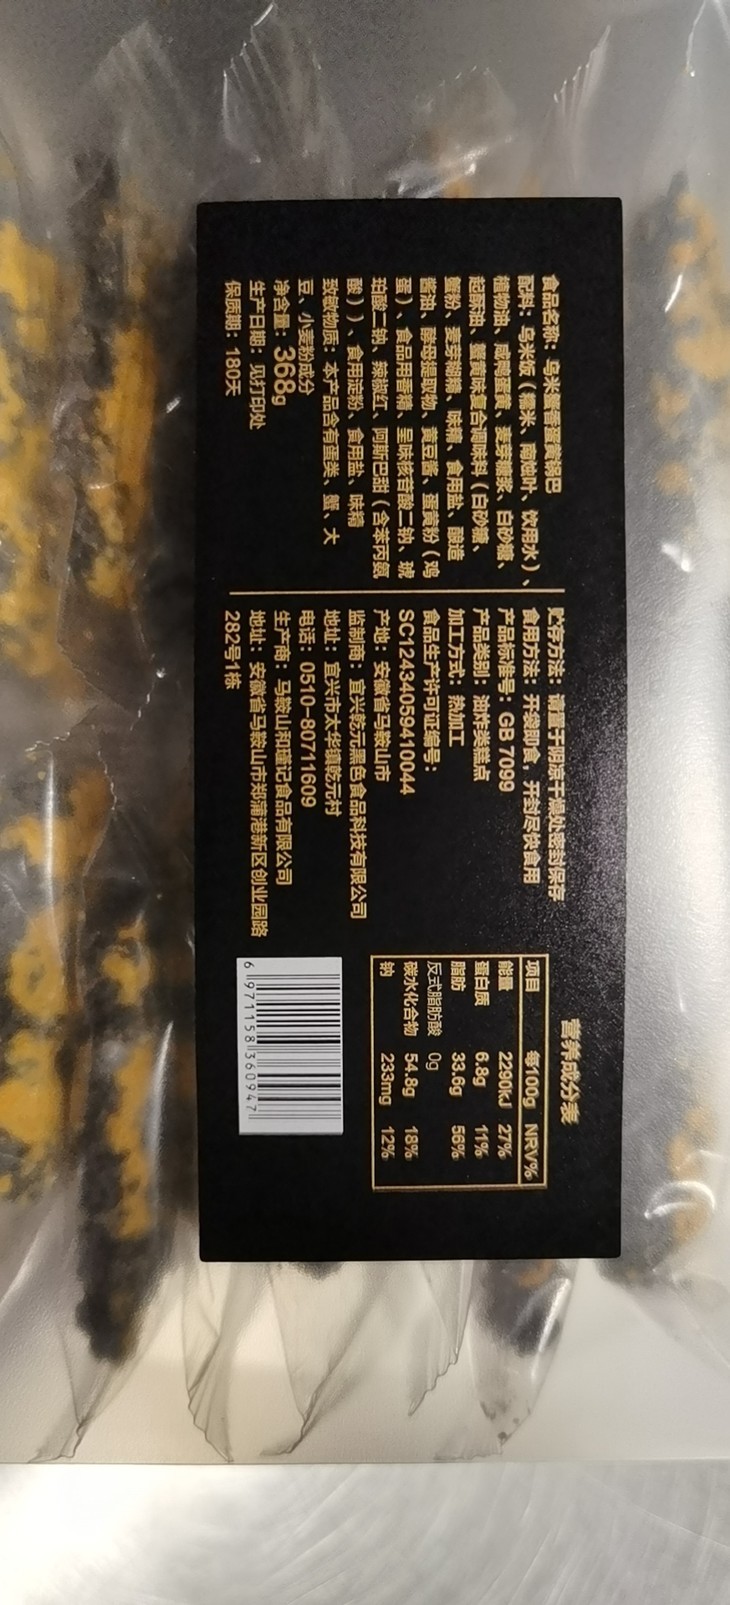 食品名称：乌米蟹香蛋黄锅巴
配料：乌米饭（糯米、南烛叶、饮用水）、
植物油、咸鸭蛋黄、麦芽糖浆、白砂糖、
起酥油、蟹黄味复合调味料（白砂糖、
蟹粉、麦芽糊精、味精、食用盐、酿造
酱油、酵母提取物、黄豆酱、蛋黄粉（鸡
蛋）、食品用香精、呈味核苷酸二钠、琥
珀酸二钠、辣椒红、阿斯巴甜（含苯丙氨
酸））、食用淀粉、食用盐、味精
致敏物质：本产品含有蛋类、蟹、大
豆、小麦粉成分
净含量：368g
生产日期：见打印处
保质期：180天
贮存方法：需置于阴凉干燥处密封保存
食用方法：开袋即食，开封尽快食用
产品标准号：GB 7099
产品类别：油炸类糕点
加工方式：热加工
食品生产许可证编号：
SC12434059410044
产地：安徽省马鞍山市
监制商：宜兴乾元黑色食品科技有限公司
地址：宜兴市太华镇乾元村
电话：0510-80711609
生产商：马鞍山和蓬记食品有限公司
地址：安徽省马鞍山市郑蒲港新区创业园路
282号1栋
营养成分表
项目 每100g NRV%
能量 2290kJ 27%
蛋白质 6.8g 11%
脂肪 33.6g 56%
反式脂肪酸 0g
碳水化合物 54.8g 18%
钠 233mg 12%
6 971158 360947